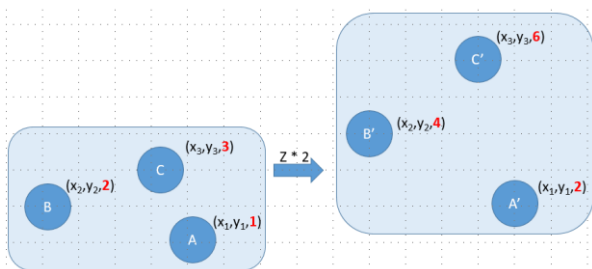 (x₃,y₃,6)
C′
(x₂,y₂,4)
B′
(x₃,y₃,3)
Z * 2
C
(x₂,y₂,2)
(x₁,y₁,2)
B
A′
(x₁,y₁,1)
A